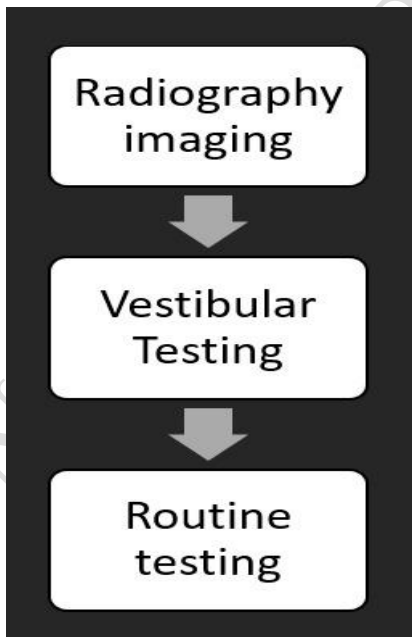 Radiography
imaging
Vestibular
Testing
Routine
testing